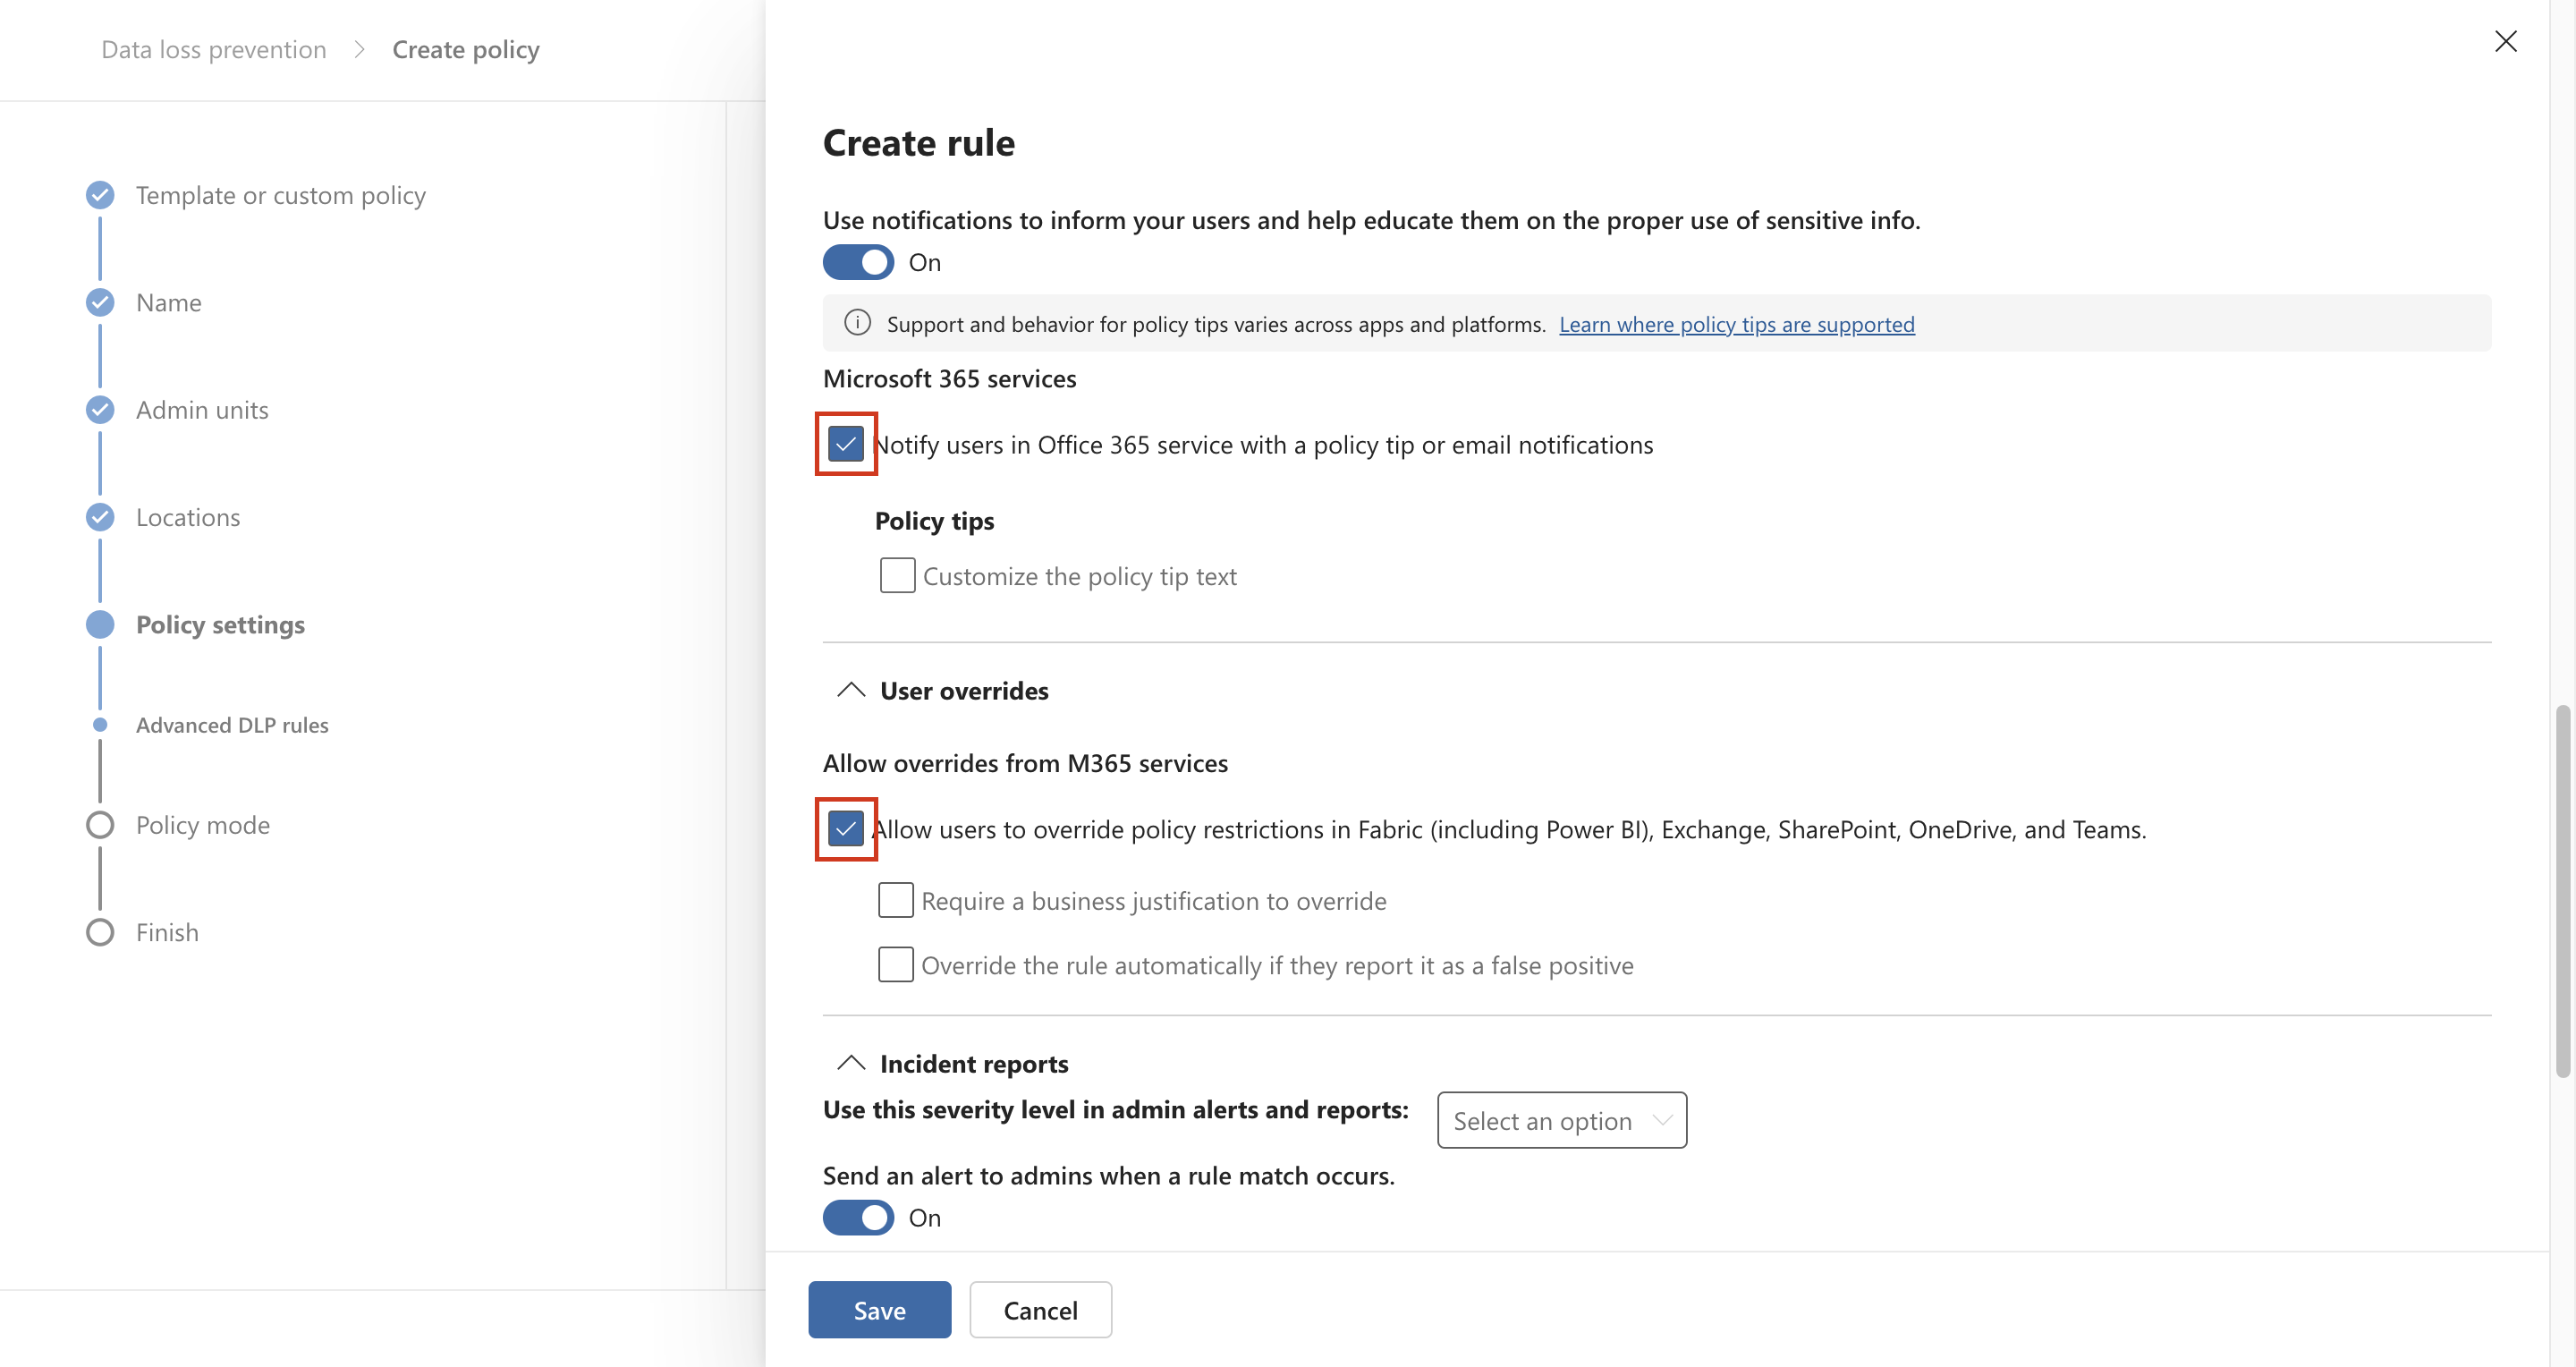 Data loss prevention > Create policy
Template or custom policy
Name
Admin units
Locations
Policy settings
Advanced DLP rules
Policy mode
Finish
Create rule
Use notifications to inform your users and help educate them on the proper use of sensitive info.
On
Support and behavior for policy tips varies across apps and platforms. Learn where policy tips are supported
Microsoft 365 services
Notify users in Office 365 service with a policy tip or email notifications
Policy tips
Customize the policy tip text
User overrides
Allow overrides from M365 services
Allow users to override policy restrictions in Fabric (including Power BI), Exchange, SharePoint, OneDrive, and Teams.
Require a business justification to override
Override the rule automatically if they report it as a false positive
Incident reports
Use this severity level in admin alerts and reports: Select an option
Send an alert to admins when a rule match occurs.
On
Save Cancel